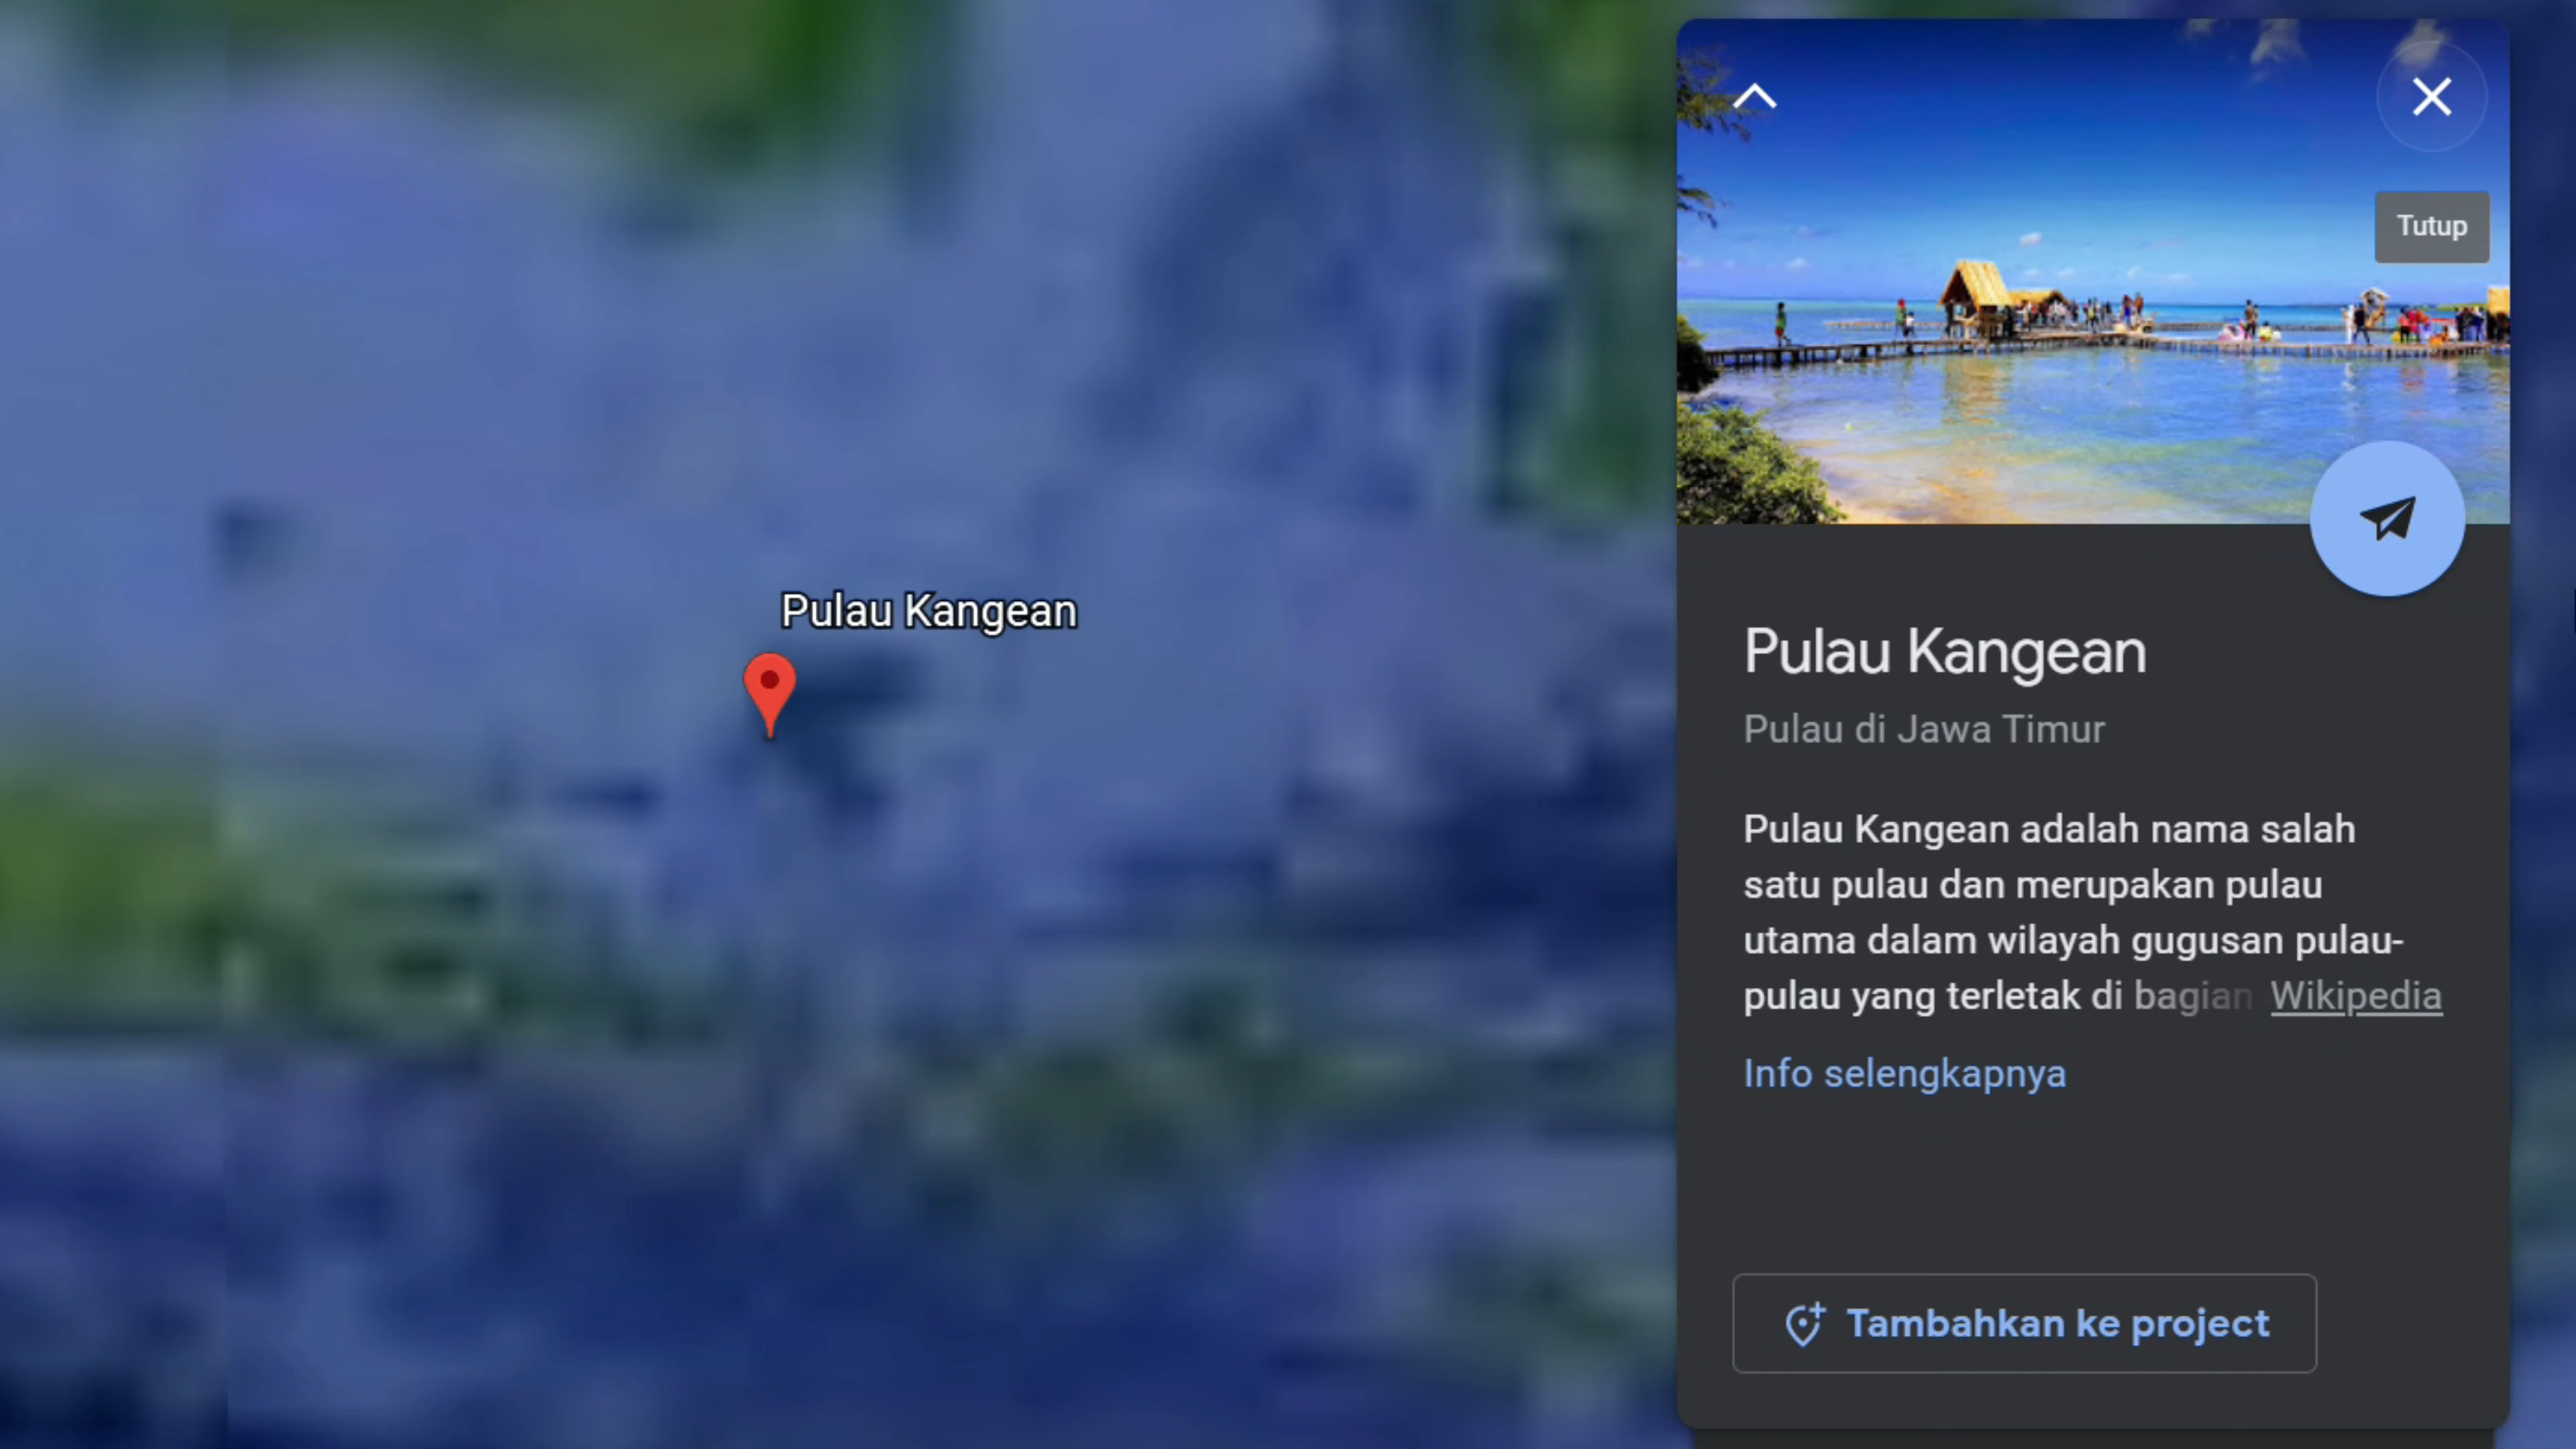 Tutup
Pulau Kangean
Pulau Kangean
Pulau di Jawa Timur
Pulau Kangean adalah nama salah
satu pulau dan merupakan pulau
utama dalam wilayah gugusan pulau-
pulau yang terletak di bagian Wikipedia
Info selengkapnya
Tambahkan ke project